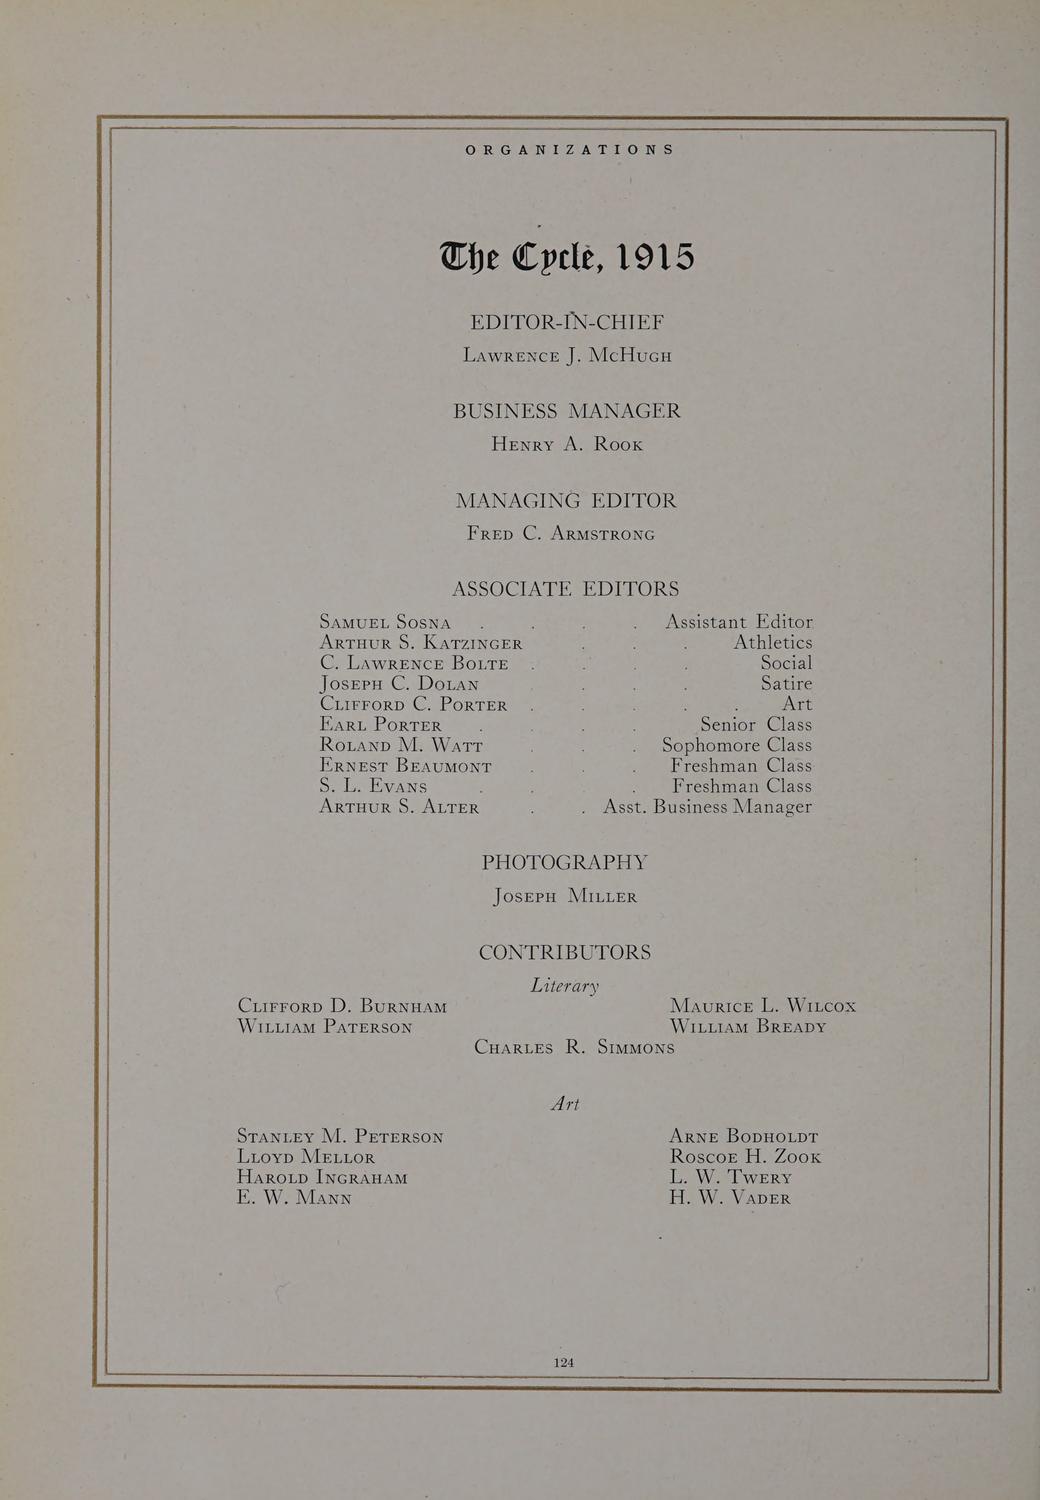 ORGANIZATIONS
The Cycle, 1915
EDITOR-IN-CHIEF
Lawrence J. McHugh
BUSINESS MANAGER
Henry A. Rook
MANAGING EDITOR
Fred C. Armstrong
ASSOCIATE EDITORS
Samuel Sosna . . . . Assistant Editor
Arthur S. Katzinger . . . Athletics
C. Lawrence Bolte . . . . Social
Joseph C. Dolan . . . Satire
Clifford C. Porter . . . . . Art
Earl Porter . . . . Senior Class
Roland M. Watt . . . Sophomore Class
Ernest Beaumont . . . Freshman Class
S. L. Evans . . . Freshman Class
Arthur S. Alter . . Asst. Business Manager
PHOTOGRAPHY
Joseph Miller
CONTRIBUTORS
Literary
Clifford D. Burnham Maurice L. Wilcox
William Paterson William Bready
Charles R. Simmons
Art
Stanley M. Peterson Arne Bodholdt
Lloyd Mellor Roscoe H. Zook
Harold Ingraham L. W. Twery
E. W. Mann H. W. Vader
124